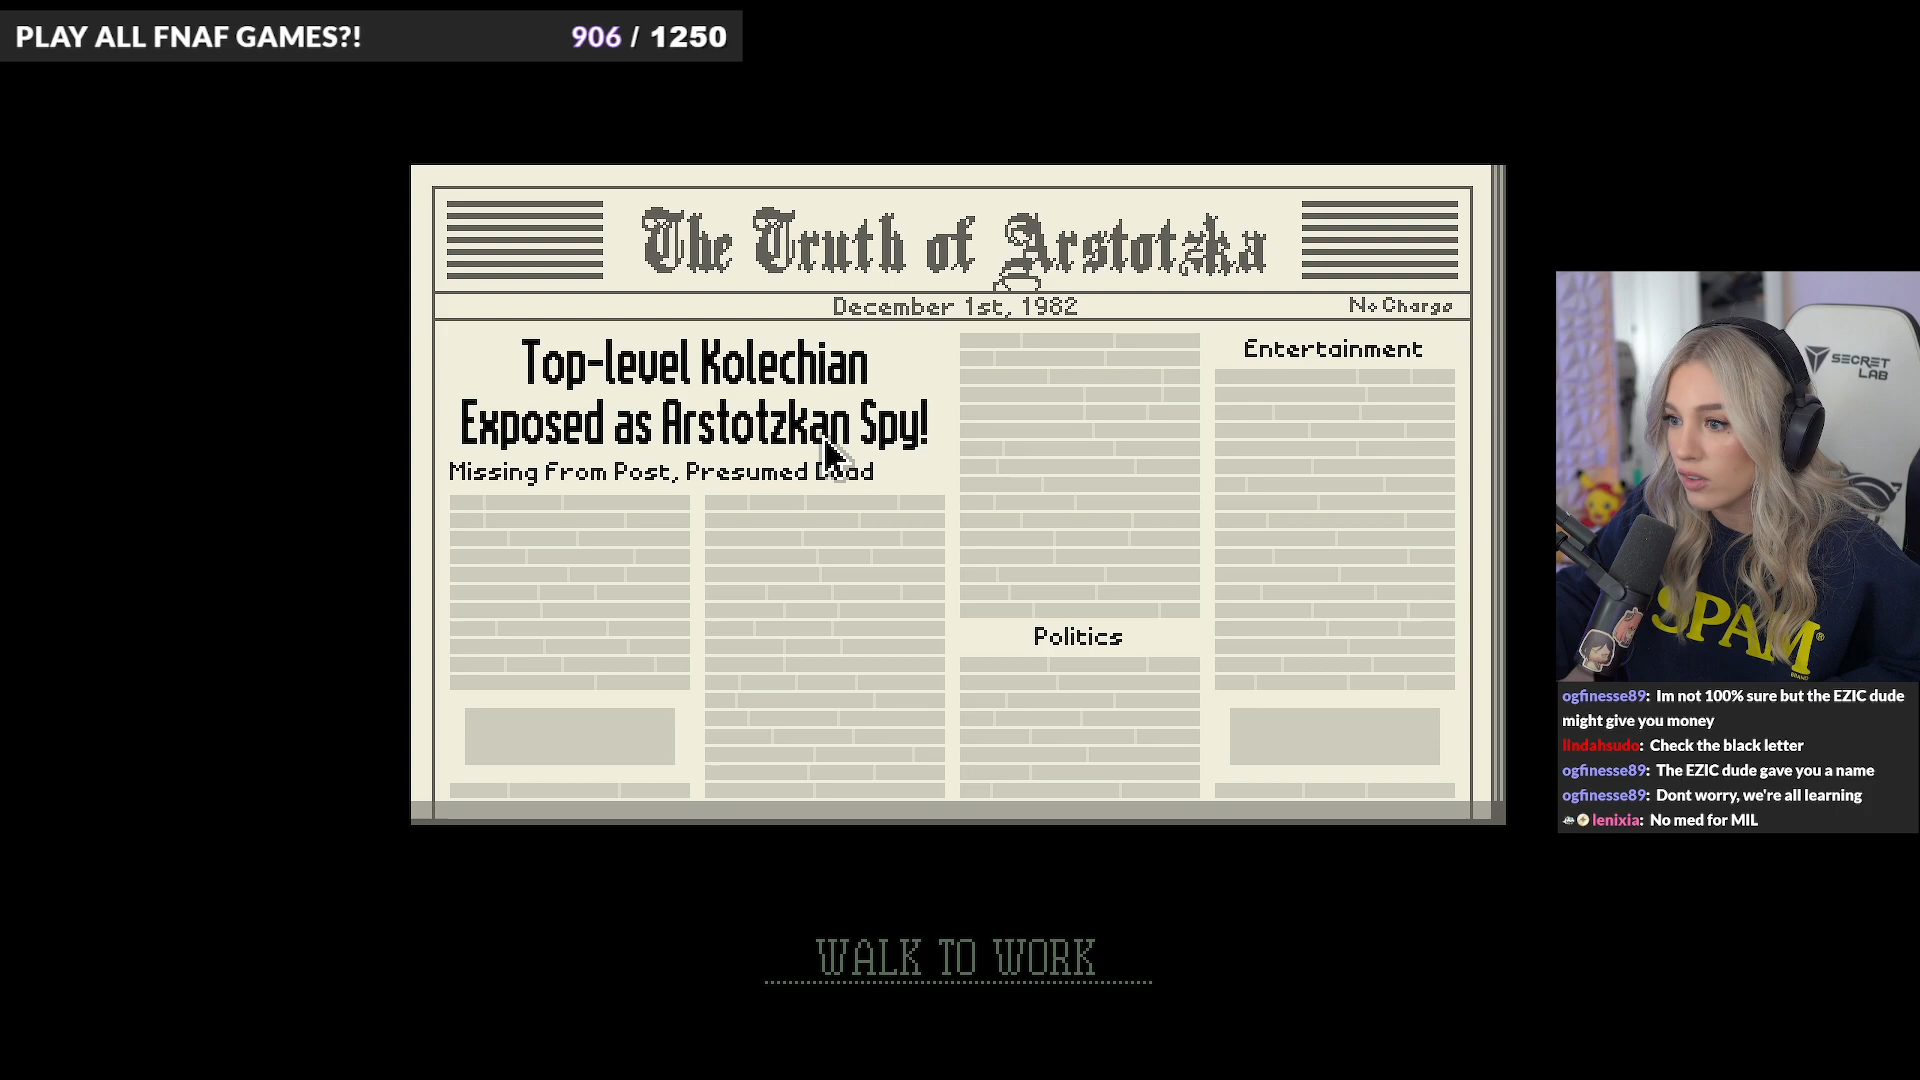 PLAY ALL FNAF GAMES?! 906 / 1250
The Truth of Arstotzka
December 1st, 1982
No Charge
Top-level Kolechian
Exposed as Arstotzkan Spy!
Missing from Post, Presumed Dead
Entertainment
Politics
WALK TO WORK
SECRET
LAB
SPAM®
BRAND
ogfinesse89: Im not 100% sure but the EZIC dude
might give you money
lindahsudo: Check the black letter
ogfinesse89: The EZIC dude gave you a name
ogfinesse89: Dont worry, we're all learning
lenixia: No med for MIL